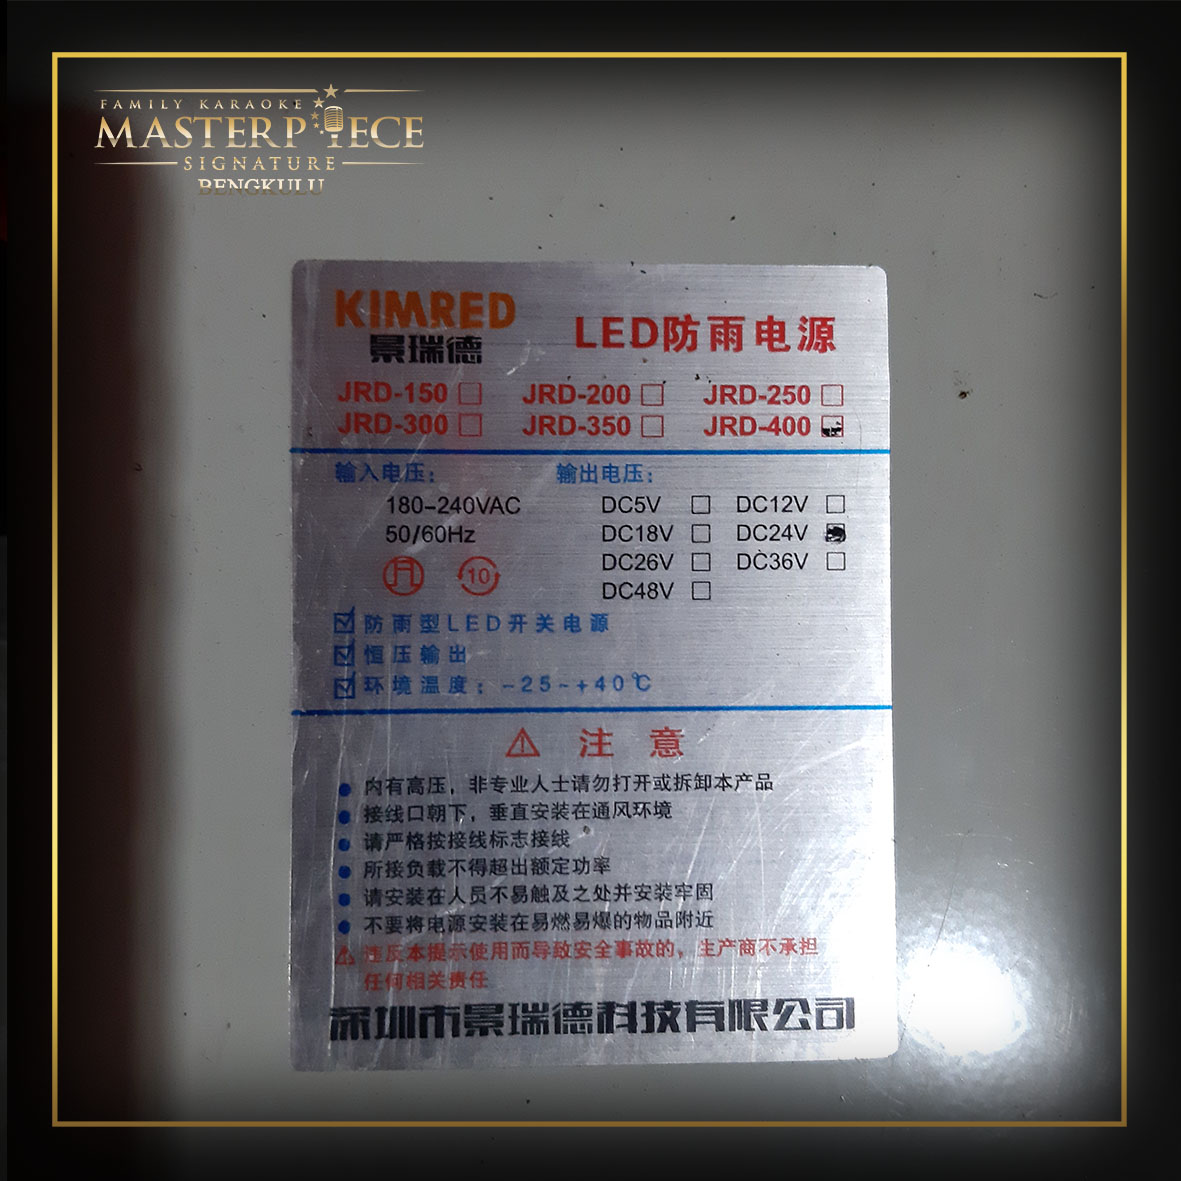 FAMILY KARAOKE
MASTERPIECE
SIGNATURE
BENGKULU
KIMRED
景瑞德
LED防雨电源
JRD-150 JRD-200 JRD-250
JRD-300 JRD-350 JRD-400
输入电压： 输出电压：
180-240VAC DC5V DC12V
50/60Hz DC18V DC24V
DC26V DC36V
10
DC48V
防雨型LED开关电源
恒压输出
环境温度：-25~+40℃
注意
内有高压，非专业人士请勿打开或拆卸本产品
接线口朝下，垂直安装在通风环境
请严格按接线标志接线
所接负载不得超出额定功率
请安装在人员不易触及之处并安装牢固
不要将电源安装在易燃易爆的物品附近
违反本提示使用而导致安全事故的，生产商不承担
任何相关责任
深圳市景瑞德科技有限公司